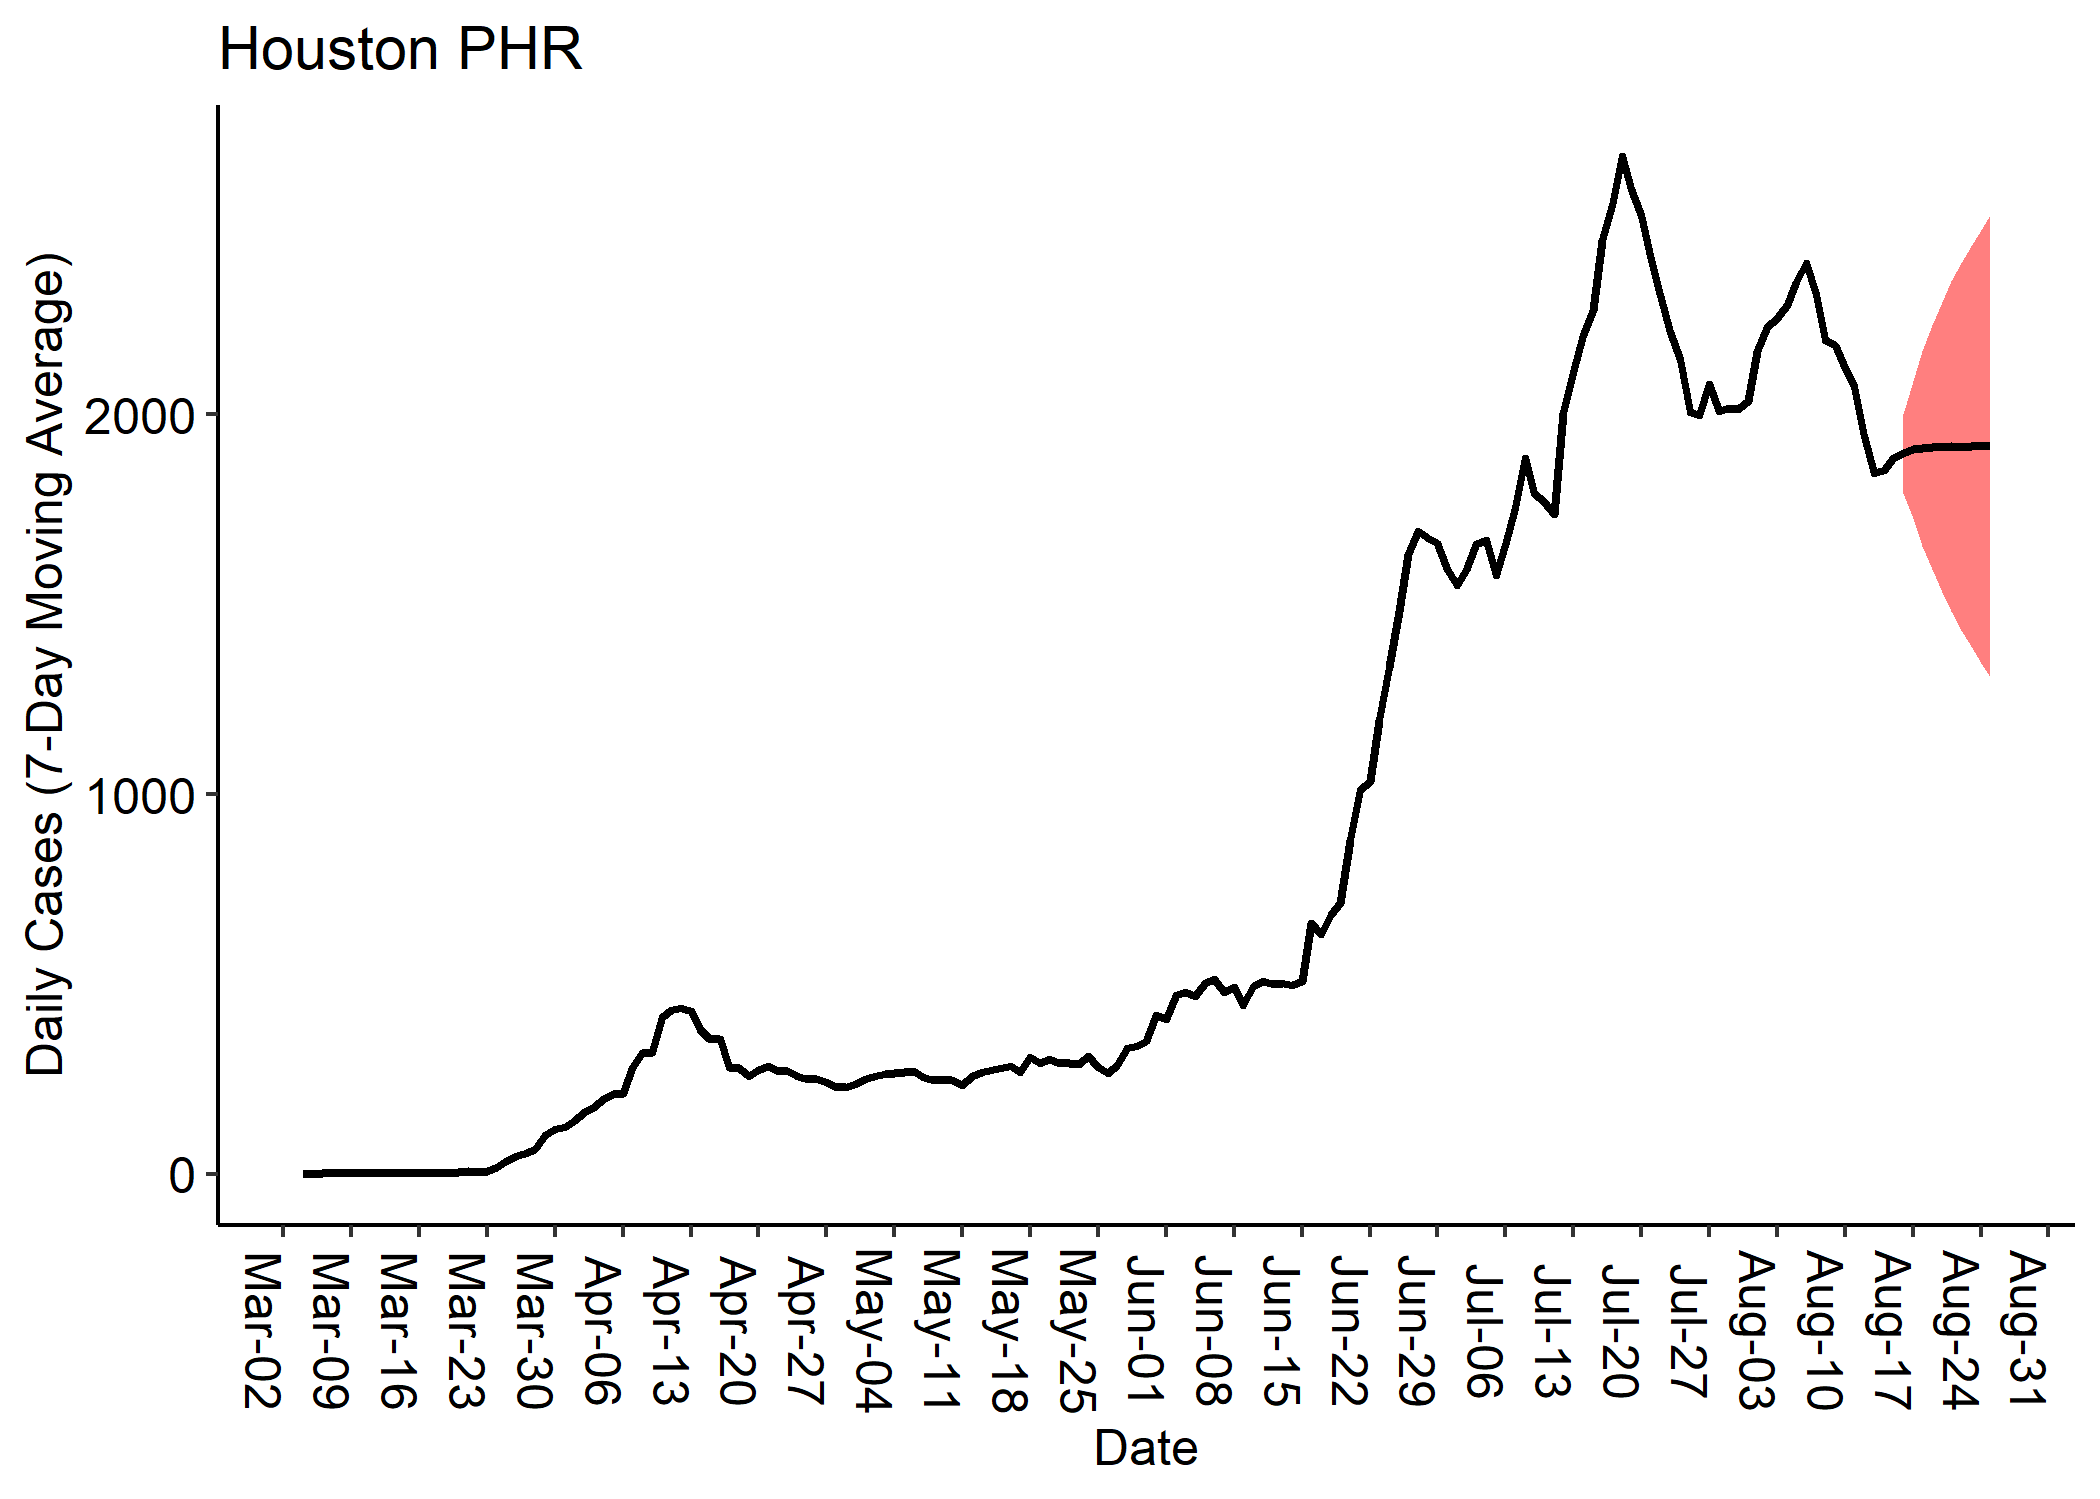 Houston PHR
Daily Cases (7-Day Moving Average)
2000
1000
0
Mar-02
Mar-09
Mar-16
Mar-23
Mar-30
Apr-06
Apr-13
Apr-20
Apr-27
May-04
May-11
May-18
May-25
Jun-01
Jun-08
Jun-15
Jun-22
Jun-29
Jul-06
Jul-13
Jul-20
Jul-27
Aug-03
Aug-10
Aug-17
Aug-24
Aug-31
Date